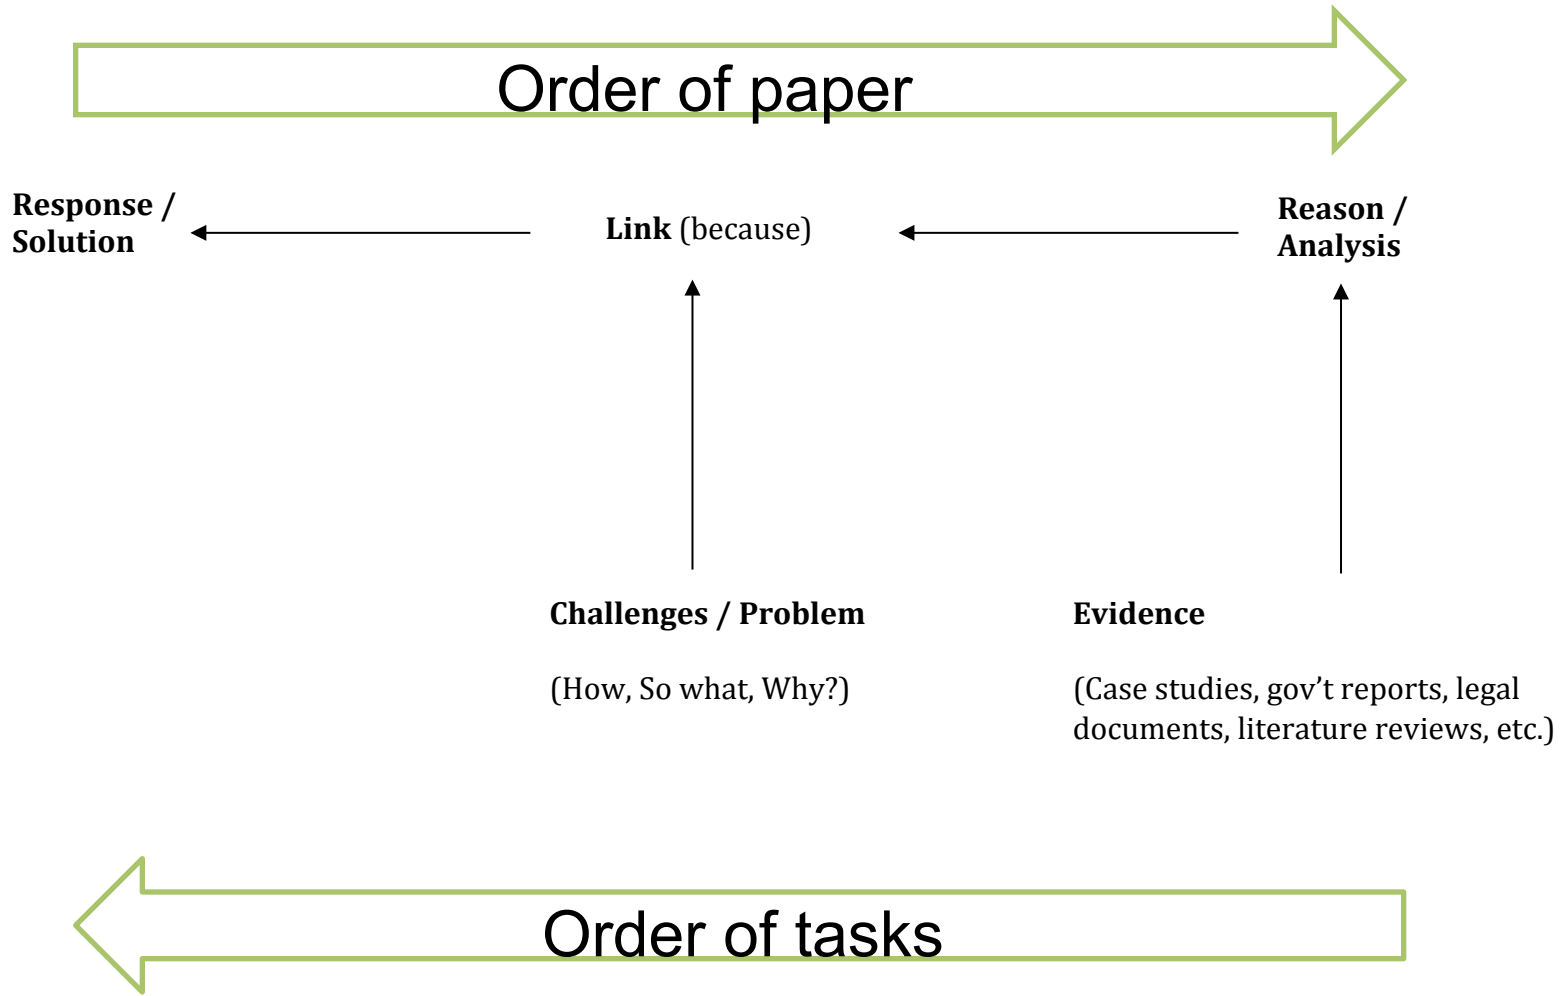 Order of paper
Response /
Solution
Link (because)
Reason /
Analysis
Challenges / Problem
(How, So what, Why?)
Evidence
(Case studies, gov’t reports, legal
documents, literature reviews, etc.)
Order of tasks